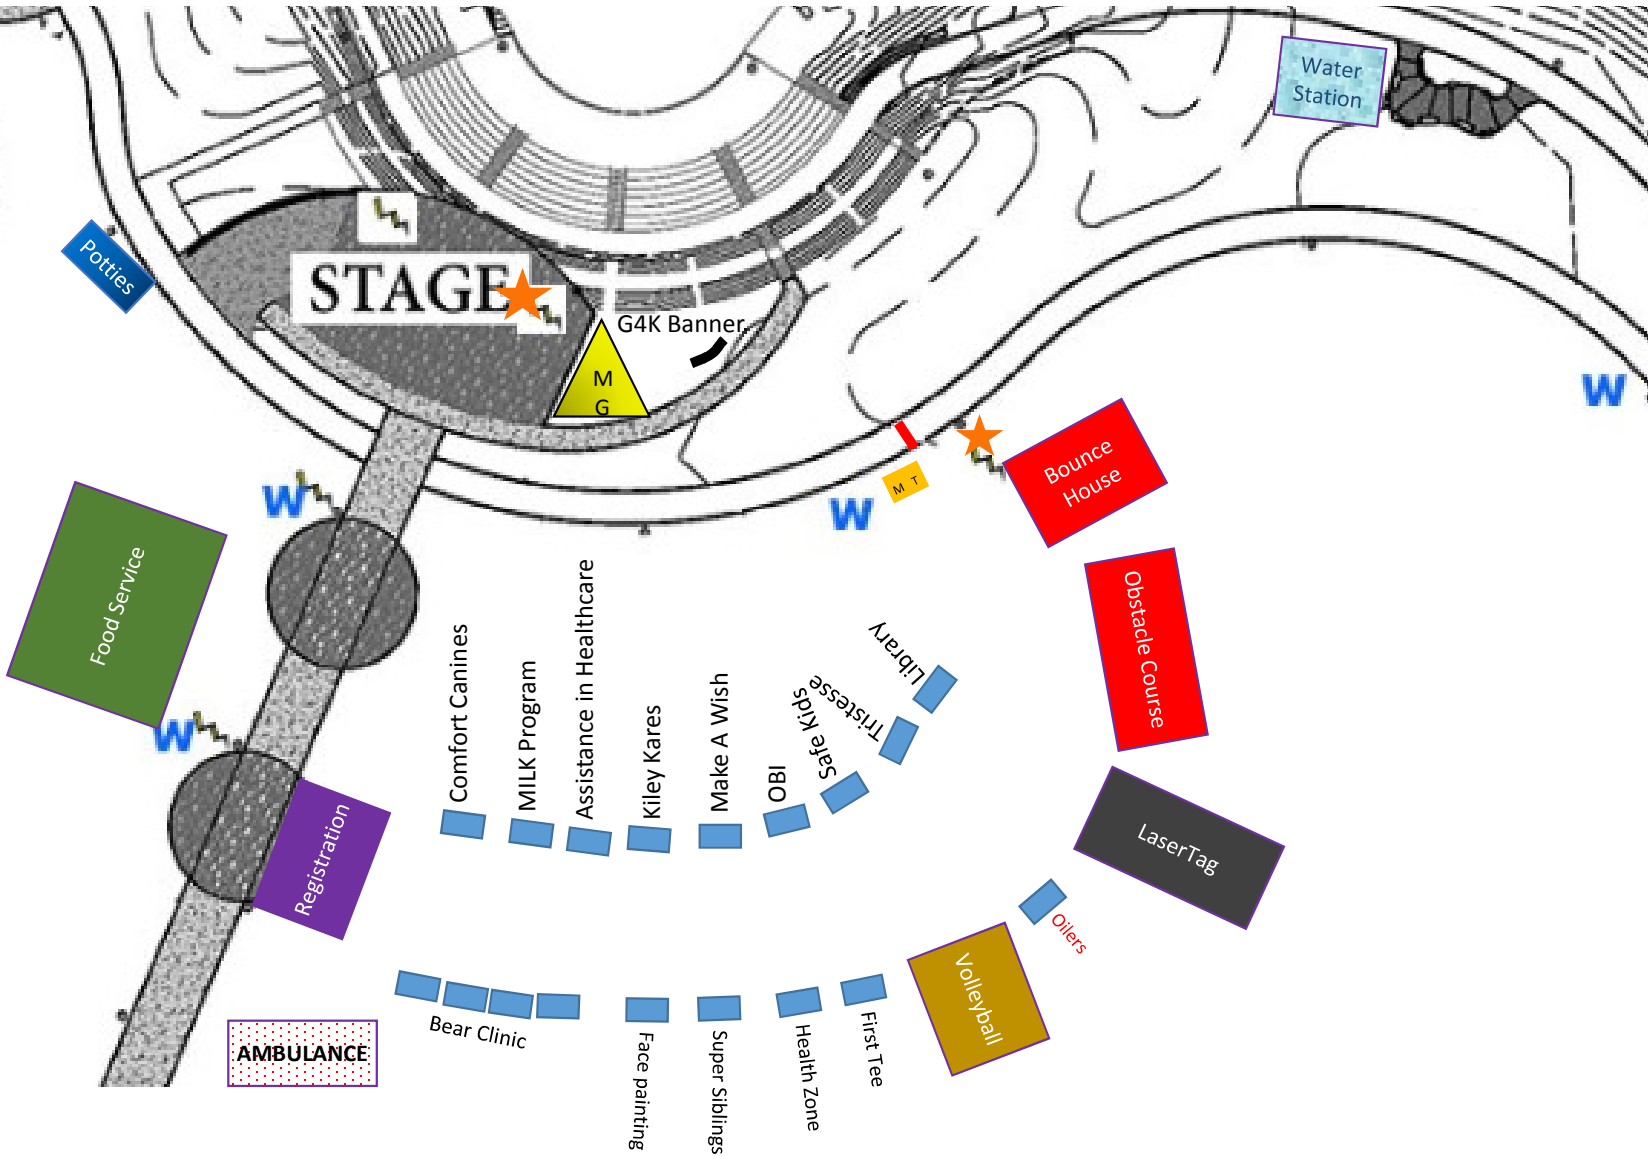 Water
Station
Potties
STAGE
G4K Banner
M
G
W
W
W
W
M T
Bounce
House
Food Service
Obstacle Course
Comfort Canines
MILK Program
Assistance in Healthcare
Kiley Kares
Make A Wish
OBI
Safe Kids
Tristesse
Library
Registration
LaserTag
Oilers
Volleyball
Bear Clinic
Face painting
Super Siblings
Health Zone
First Tee
AMBULANCE